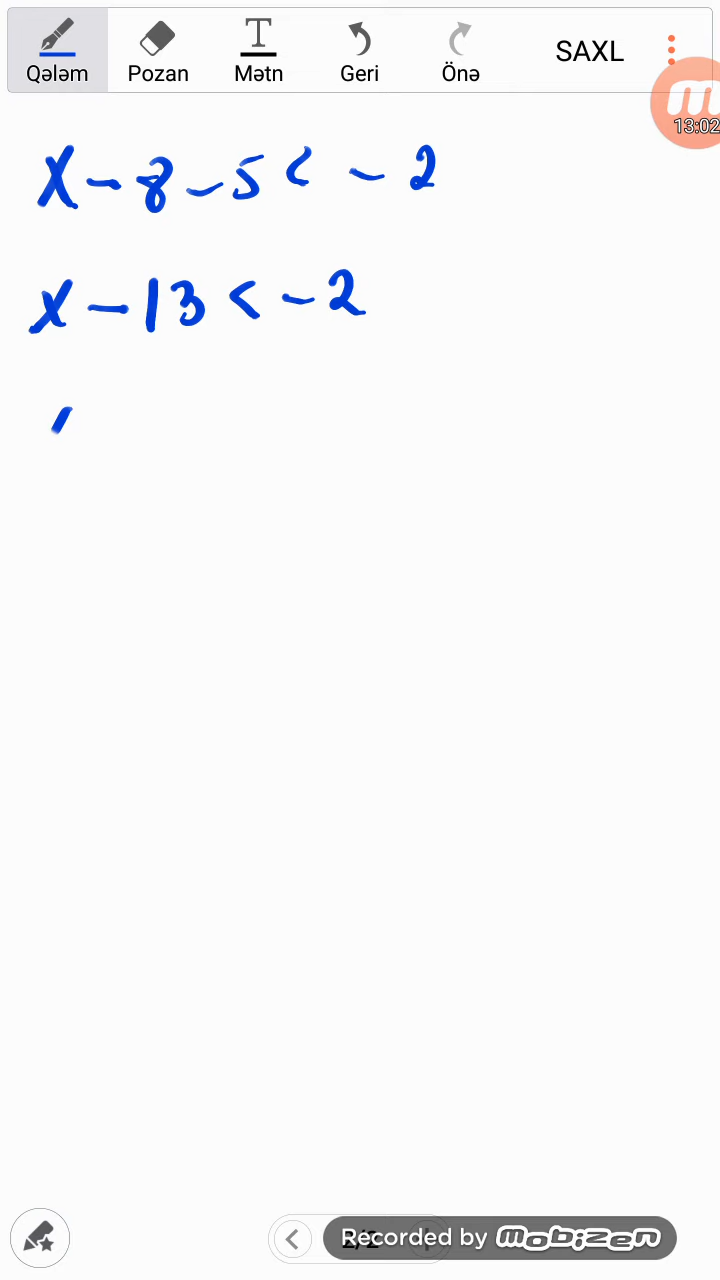 Qələm Pozan Mətn Geri Önə SAXL
13:02
x - 8 - 5 < - 2
x - 13 < - 2
Recorded by mobizen